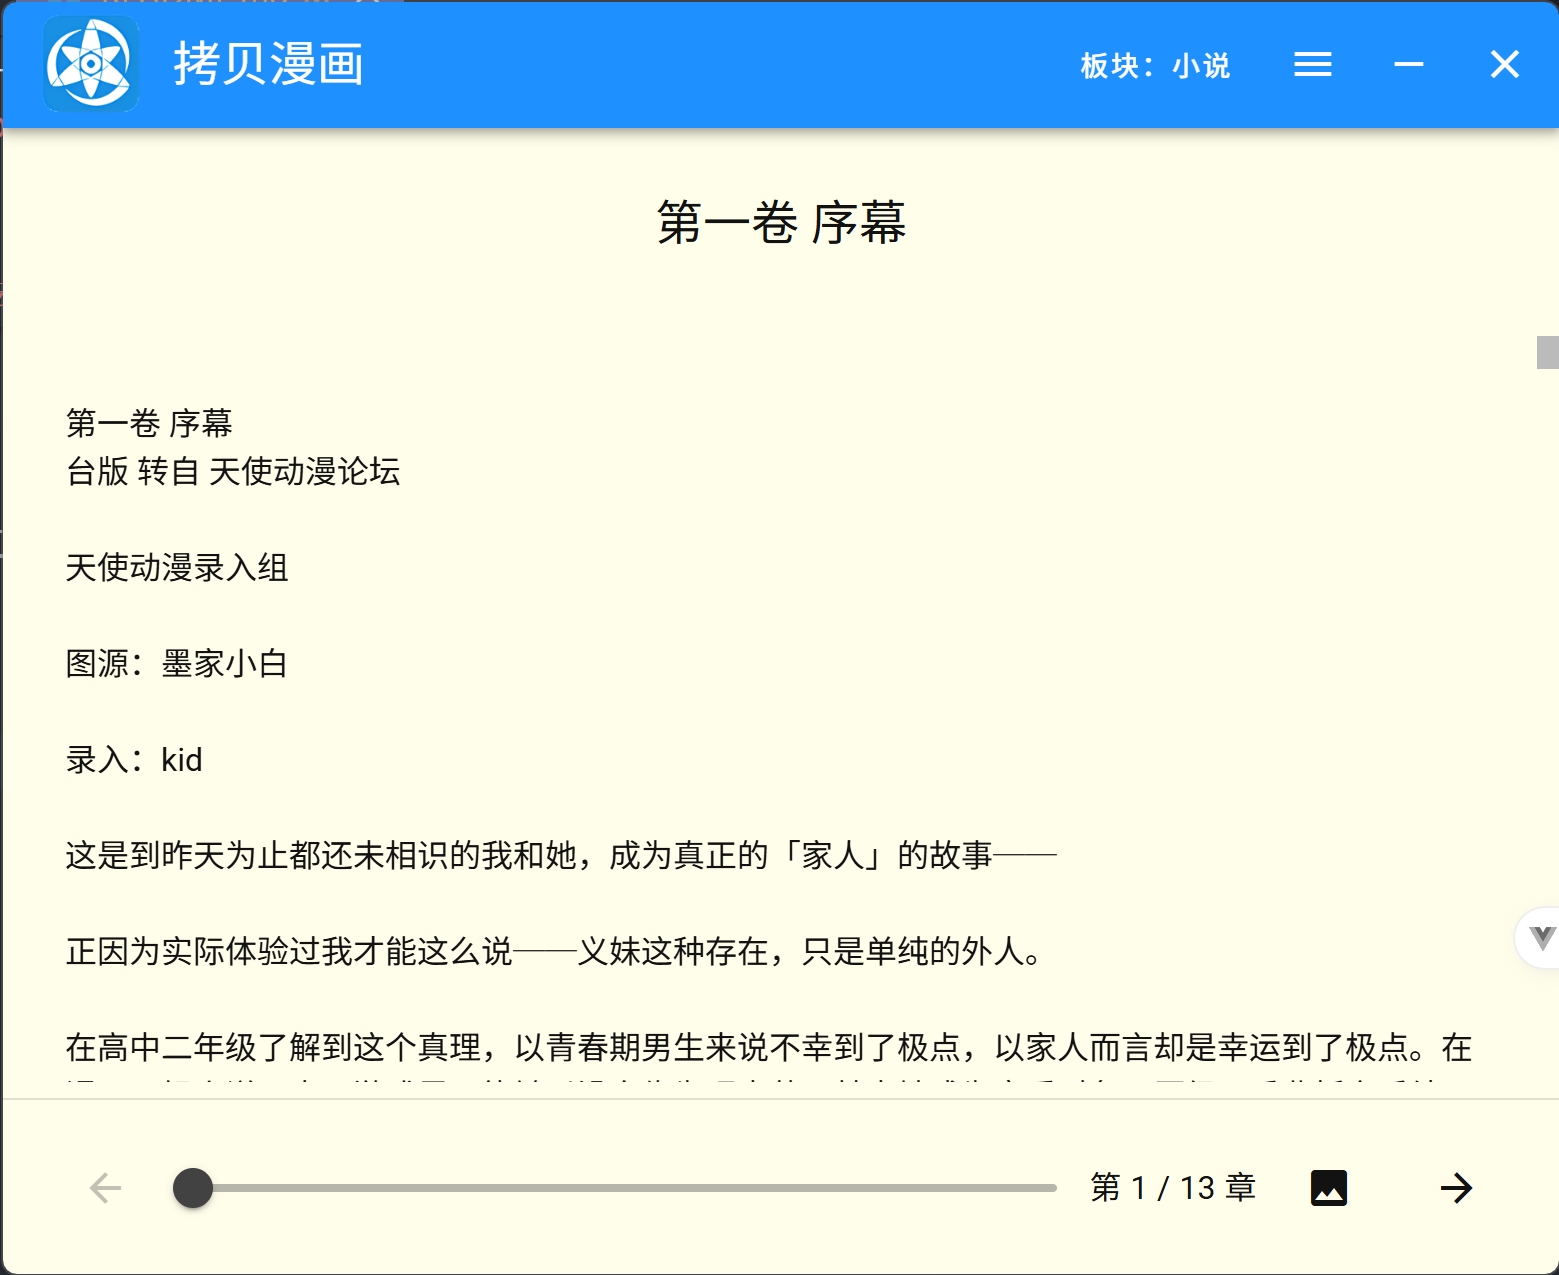 拷贝漫画
板块：小说
第一卷 序幕
第一卷 序幕
台版 转自 天使动漫论坛
天使动漫录入组
图源：墨家小白
录入：kid
这是到昨天为止都还未相识的我和她，成为真正的「家人」的故事——
正因为实际体验过我才能这么说——义妹这种存在，只是单纯的外人。
在高中二年级了解到这个真理，以青春期男生来说不幸到了极点，以家人而言却是幸运到了极点。在
第 1 / 13 章